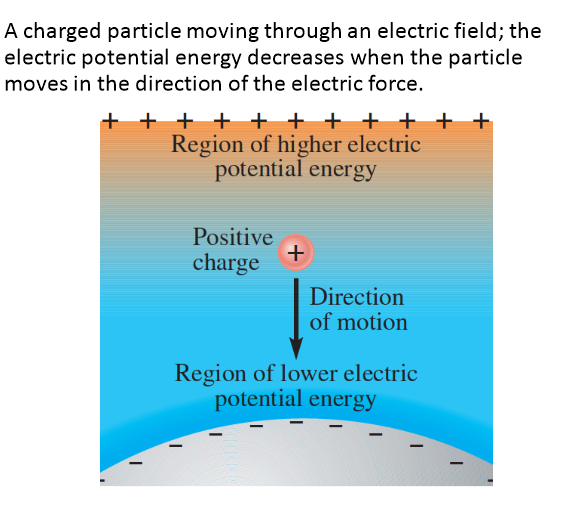 A charged particle moving through an electric field; the
electric potential energy decreases when the particle
moves in the direction of the electric force.
+ + + + + + + + + + +
Region of higher electric
potential energy
Positive
charge
+
Direction
of motion
Region of lower electric
potential energy
− − − − − − − − − − −